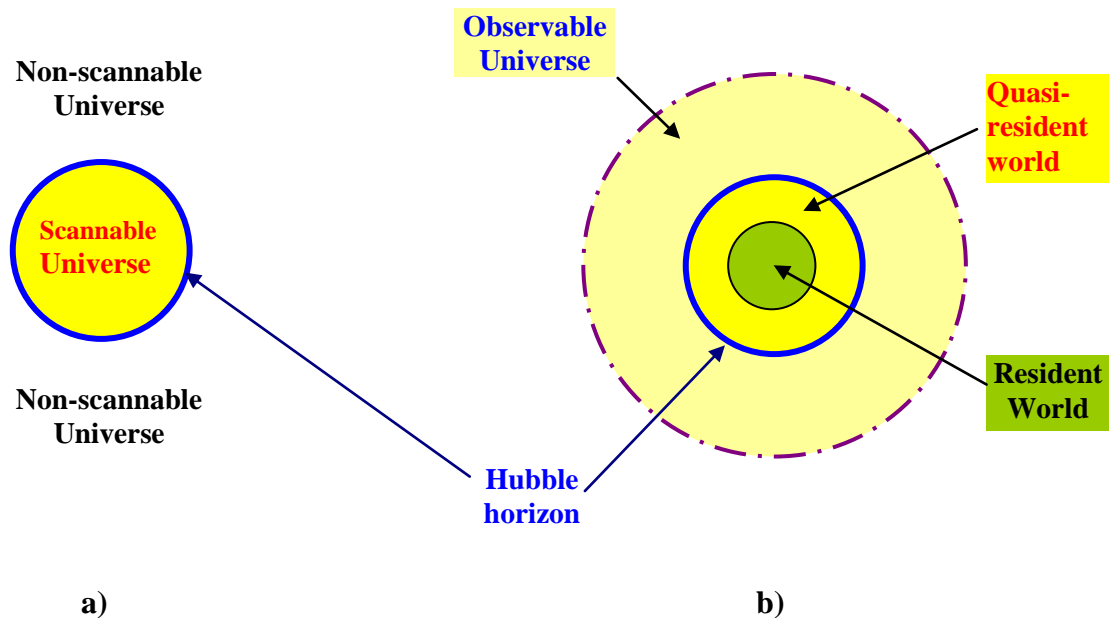 Non-scannable
Universe
Scannable
Universe
Non-scannable
Universe
Observable
Universe
Quasi-
resident
world
Resident
World
Hubble
horizon
a)
b)